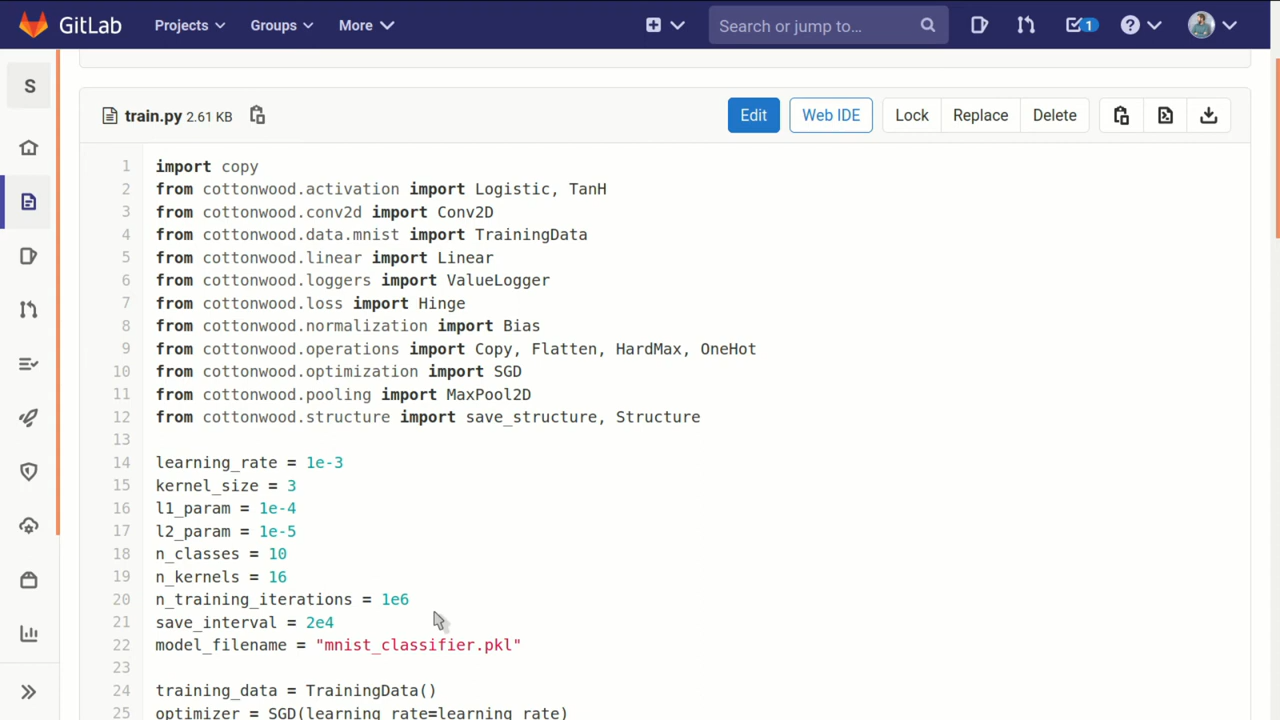 GitLab Projects Groups More Search or jump to... 1
S
train.py 2.61 KB Edit Web IDE Lock Replace Delete
1 import copy
2 from cottonwood.activation import Logistic, TanH
3 from cottonwood.conv2d import Conv2D
4 from cottonwood.data.mnist import TrainingData
5 from cottonwood.linear import Linear
6 from cottonwood.loggers import ValueLogger
7 from cottonwood.loss import Hinge
8 from cottonwood.normalization import Bias
9 from cottonwood.operations import Copy, Flatten, HardMax, OneHot
10 from cottonwood.optimization import SGD
11 from cottonwood.pooling import MaxPool2D
12 from cottonwood.structure import save_structure, Structure
13
14 learning_rate = 1e-3
15 kernel_size = 3
16 l1_param = 1e-4
17 l2_param = 1e-5
18 n_classes = 10
19 n_kernels = 16
20 n_training_iterations = 1e6
21 save_interval = 2e4
22 model_filename = "mnist_classifier.pkl"
23
24 training_data = TrainingData()
25 optimizer = SGD(learning_rate=learning_rate)